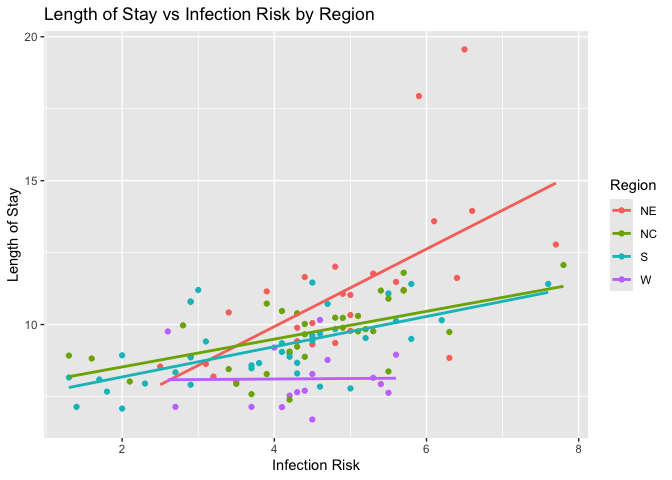 Length of Stay vs Infection Risk by Region
20
15
10
Length of Stay
2 4 6 8
Infection Risk
Region
NE
NC
S
W